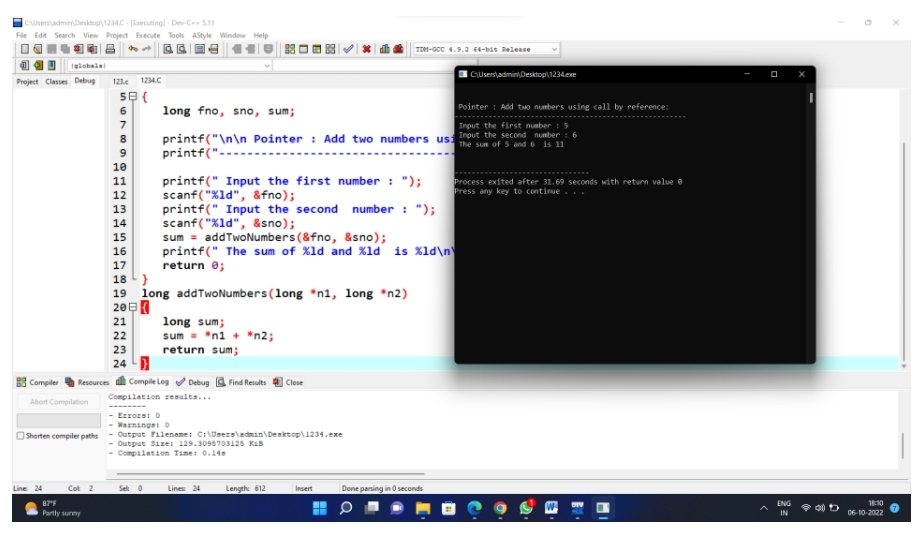 C:\Users\admin\Desktop\1234.C - [Executing] - Dev-C++ 5.11
File Edit Search View Project Execute Tools AStyle Window Help
TDM-GCC 4.9.2 64-bit Release
(globals)
Project Classes Debug
123.c 1234.C
5 {
6 long fno, sno, sum;
7
8 printf("\n\n Pointer : Add two numbers usi
9 printf("-----------------------------------
10
11 printf(" Input the first number : ");
12 scanf("%ld", &fno);
13 printf(" Input the second  number : ");
14 scanf("%ld", &sno);
15 sum = addTwoNumbers(&fno, &sno);
16 printf(" The sum of %ld and %ld  is %ld\n\
17 return 0;
18 }
19 long addTwoNumbers(long *n1, long *n2)
20 {
21 long sum;
22 sum = *n1 + *n2;
23 return sum;
24 }
C:\Users\admin\Desktop\1234.exe
Pointer : Add two numbers using call by reference:
-------------------------------------------------------
Input the first number : 5
Input the second  number : 6
The sum of 5 and 6  is 11
--------------------------------
Process exited after 31.69 seconds with return value 0
Press any key to continue . . .
Compiler Resources Compile Log Debug Find Results Close
Abort Compilation
Shorten compiler paths
Compilation results...
--------
- Errors: 0
- Warnings: 0
- Output Filename: C:\Users\admin\Desktop\1234.exe
- Output Size: 129.3095703125 KiB
- Compilation Time: 0.14s
Line: 24 Col: 2 Sel: 0 Lines: 24 Length: 612 Insert Done parsing in 0 seconds
87°F
Partly sunny
ENG
IN
18:10
06-10-2022